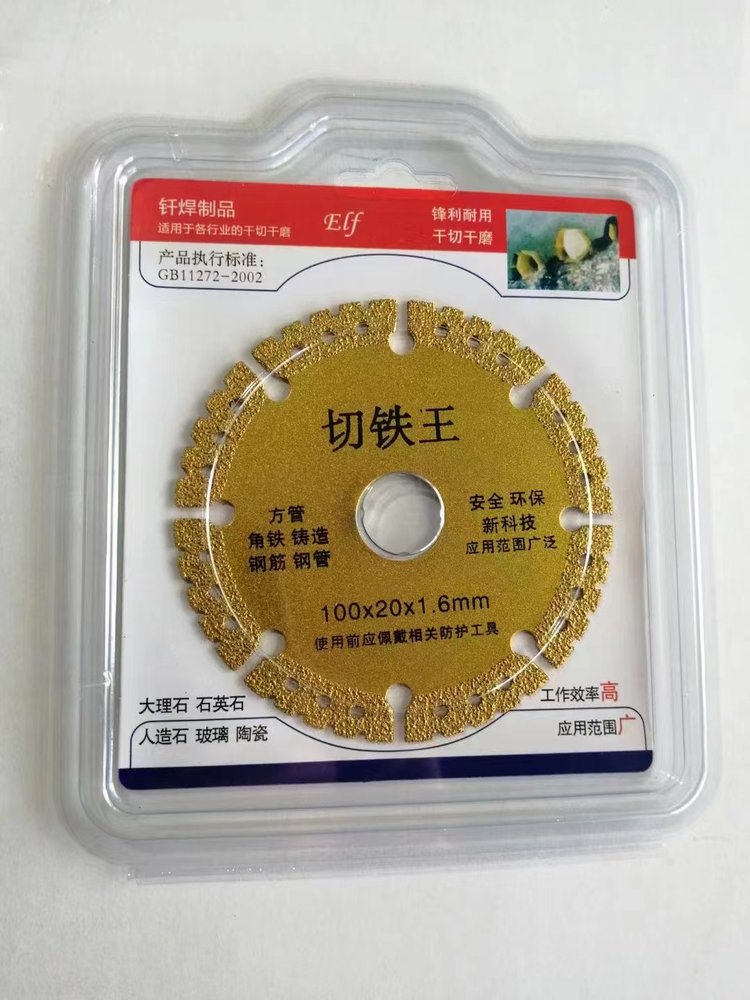 钎焊制品
适用于各行业的干切干磨
Elf
锋利耐用
干切干磨
产品执行标准:
GB11272-2002
切铁王
方管
角铁 铸造
钢筋 钢管
安全 环保
新科技
应用范围广泛
100x20x1.6mm
使用前应佩戴相关防护工具
大理石 石英石
人造石 玻璃 陶瓷
工作效率高
应用范围广